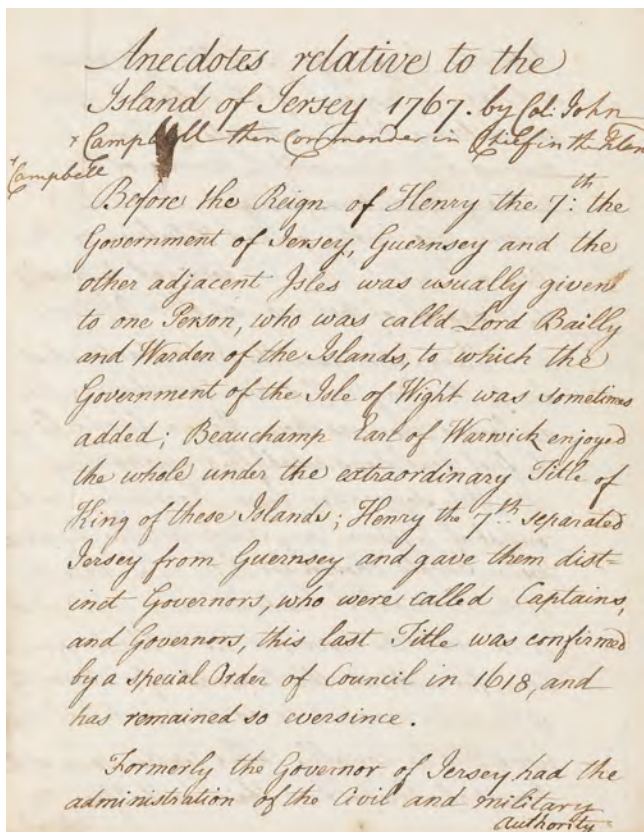 Anecdotes relative to the
Island of Jersey 1767. by Col: John
x Campbell then Commander in Chief in the Islan
x Campbell
Before the Reign of Henry the 7:th the
Government of Jersey, Guernsey and the
other adjacent Isles was usually given
to one Person, who was calld Lord Bailly
and Warden of the Islands, to which the
Government of the Isle of Wight was sometimes
added; Beauchamp Earl of Warwick enjoyed
the whole under the extraordinary Title of
King of these Islands; Henry the 7th separated
Jersey from Guernsey and gave them dist=
inct Governors, who were called Captains,
and Governors, this last Title was confirmed
by a special Order of Council in 1618, and
has remained so eversince.
Formerly the Governor of Jersey, had the
administration of the Civil and military
Authority